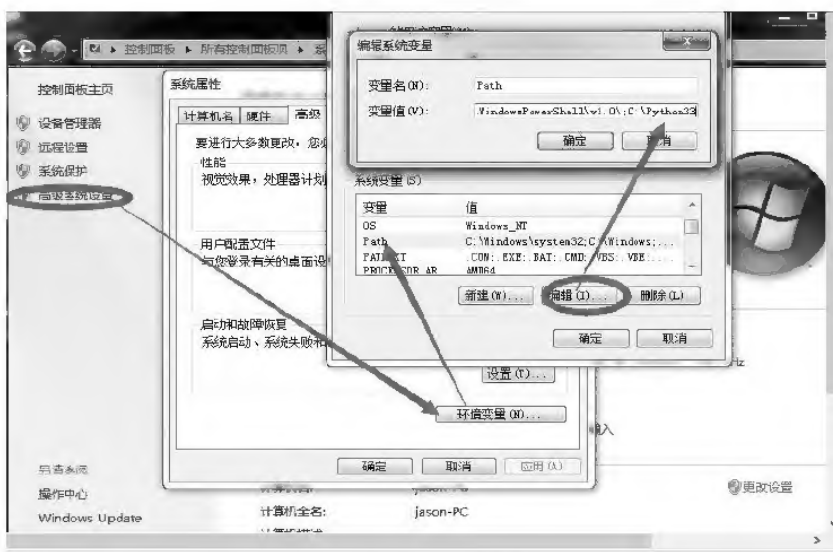 控制面板 ▸ 所有控制面板项 ▸
控制面板主页
设备管理器
远程设置
系统保护
高级系统设置
另请参阅
操作中心
Windows Update
系统属性
计算机名 硬件 高级
要进行大多数更改，您必
性能
视觉效果，处理器计划
用户配置文件
与您登录有关的桌面设
启动和故障恢复
系统启动、系统失败和
设置(T)...
环境变量(N)...
确定 取消 应用(A)
编辑系统变量
变量名(N): Path
变量值(V): WindowsPowerShell\v1.0\;C:\Python33
确定 取消
系统变量(S)
变量 值
OS Windows_NT
Path C:\Windows\system32;C:\Windows;...
PATHEXT .COM;.EXE;.BAT;.CMD;.VBS;.VBE;...
PROCESSOR_AR AMD64
新建(W)... 编辑(I)... 删除(L)
确定 取消
输入
更改设置
计算机全名: jason-PC